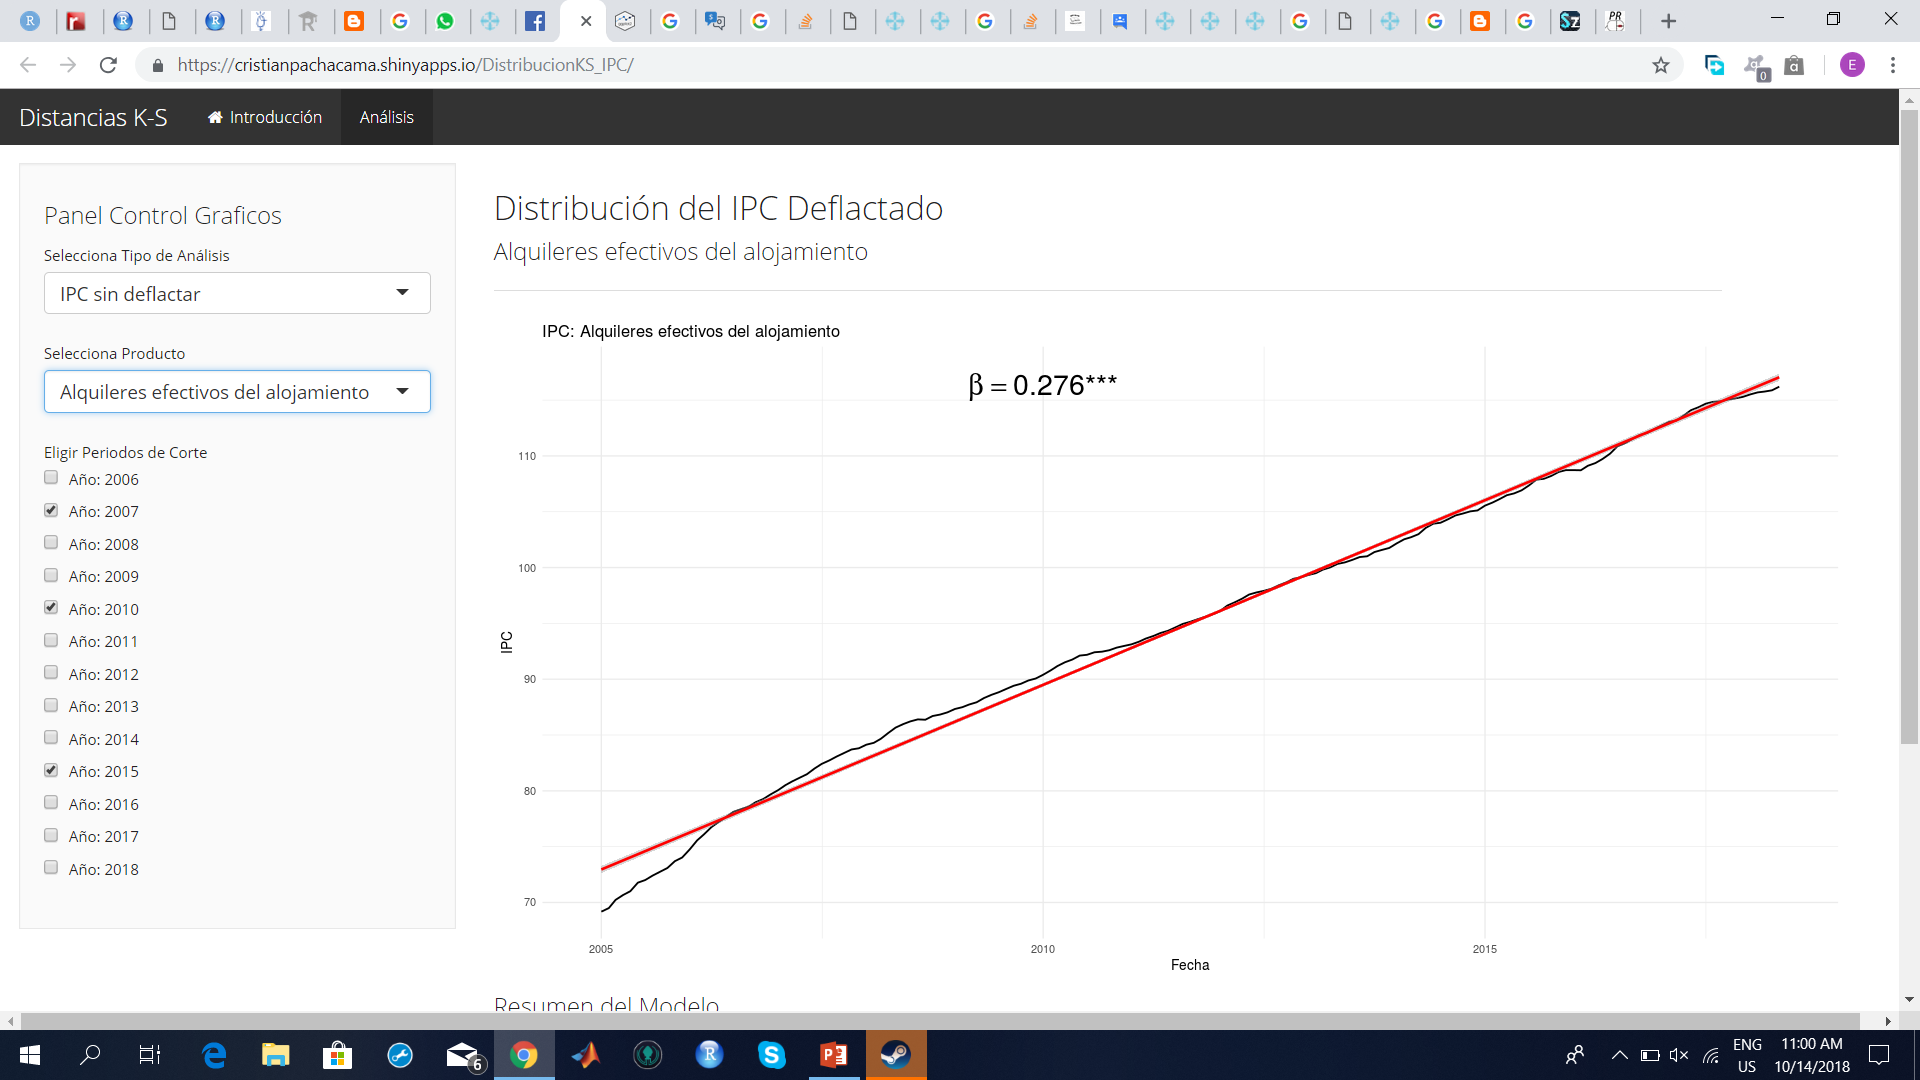 https://cristianpachacama.shinyapps.io/DistribucionKS_IPC/
0
E
Distancias K-S
Introducción
Análisis
Panel Control Graficos
Selecciona Tipo de Análisis
IPC sin deflactar
Selecciona Producto
Alquileres efectivos del alojamiento
Eligir Periodos de Corte
Año: 2006
Año: 2007
Año: 2008
Año: 2009
Año: 2010
Año: 2011
Año: 2012
Año: 2013
Año: 2014
Año: 2015
Año: 2016
Año: 2017
Año: 2018
Distribución del IPC Deflactado
Alquileres efectivos del alojamiento
IPC: Alquileres efectivos del alojamiento
β = 0.276***
110
100
90
80
70
IPC
2005
2010
2015
Fecha
Resumen del Modelo
6
ENG
US
11:00 AM
10/14/2018